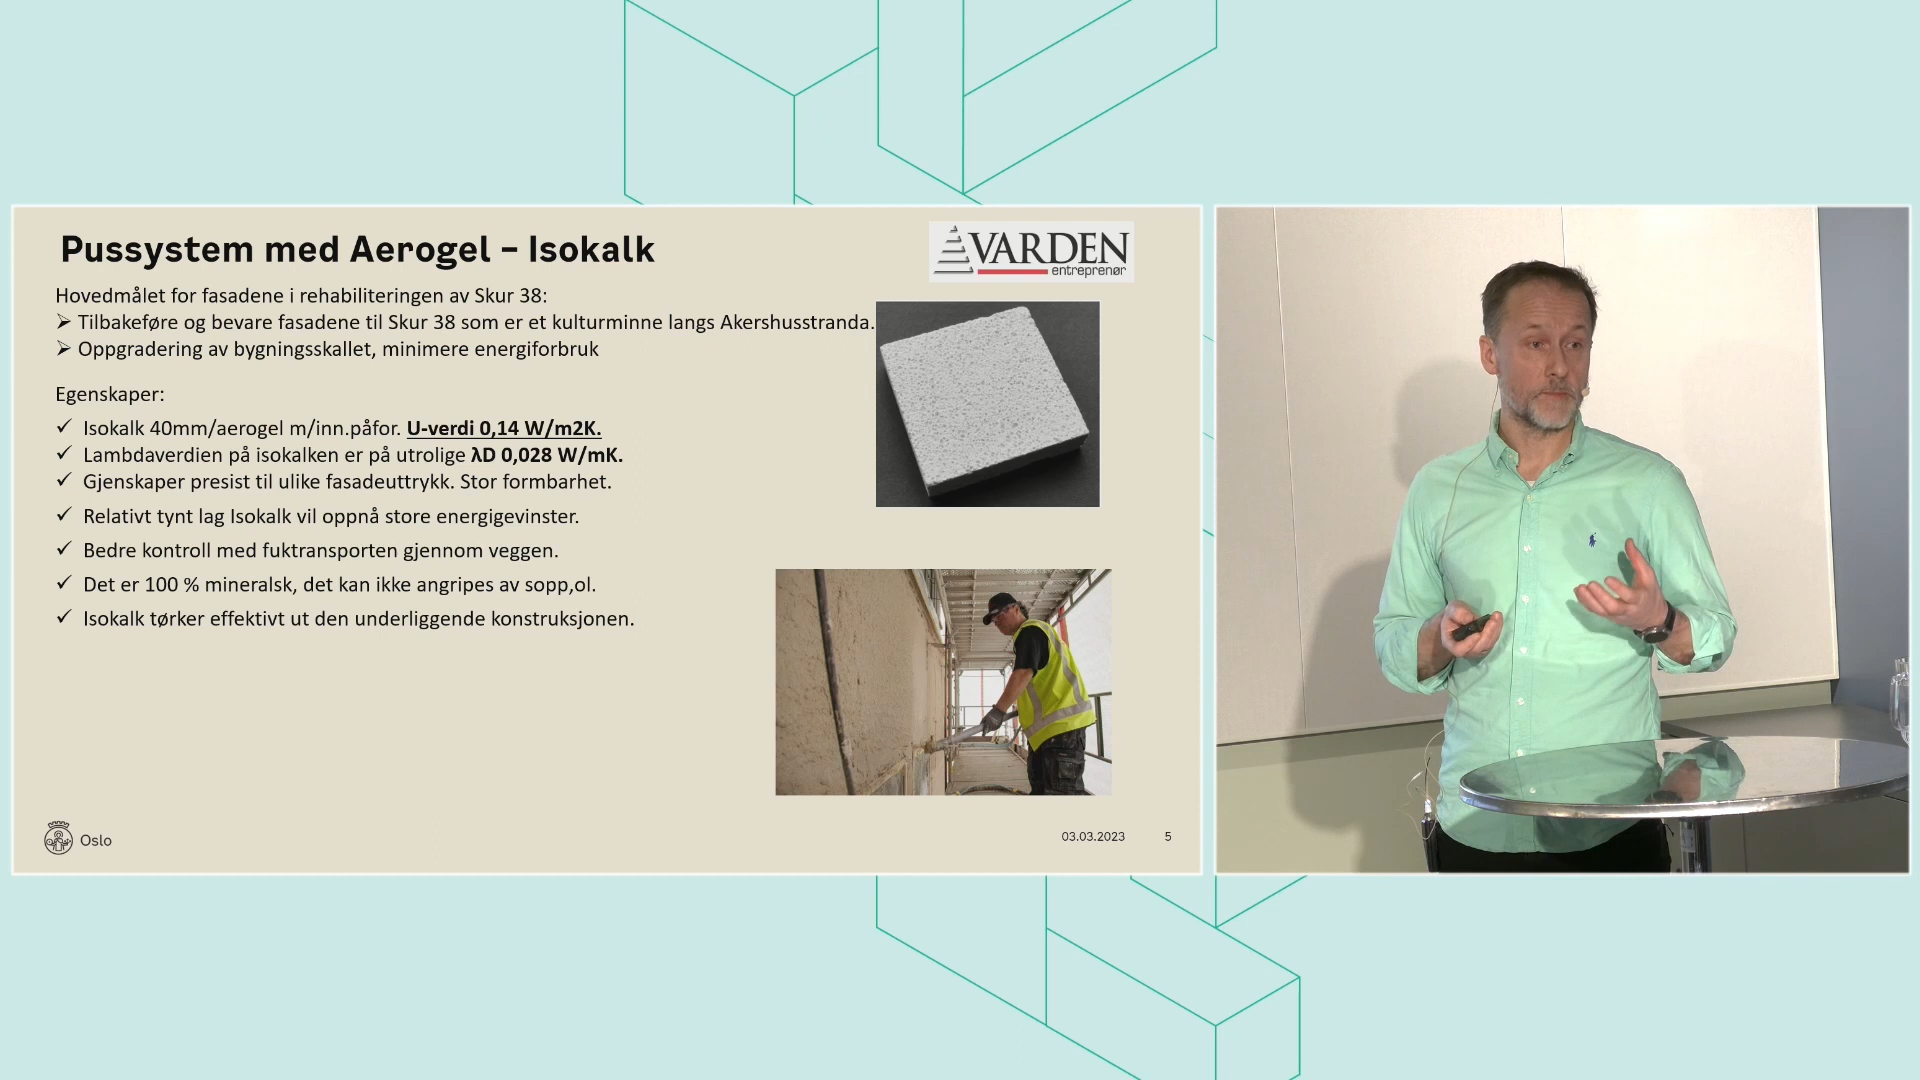 Pussystem med Aerogel – Isokalk
VARDEN
entreprenør
Hovedmålet for fasadene i rehabiliteringen av Skur 38:
➢ Tilbakeføre og bevare fasadene til Skur 38 som er et kulturminne langs Akershusstranda.
➢ Oppgradering av bygningsskallet, minimere energiforbruk
Egenskaper:
✓ Isokalk 40mm/aerogel m/inn.påfor. U-verdi 0,14 W/m2K.
✓ Lambdaverdien på isokalken er på utrolige λD 0,028 W/mK.
✓ Gjenskaper presist til ulike fasadeuttrykk. Stor formbarhet.
✓ Relativt tynt lag Isokalk vil oppnå store energigevinster.
✓ Bedre kontroll med fuktransporten gjennom veggen.
✓ Det er 100 % mineralsk, det kan ikke angripes av sopp,ol.
✓ Isokalk tørker effektivt ut den underliggende konstruksjonen.
Oslo
03.03.2023 5